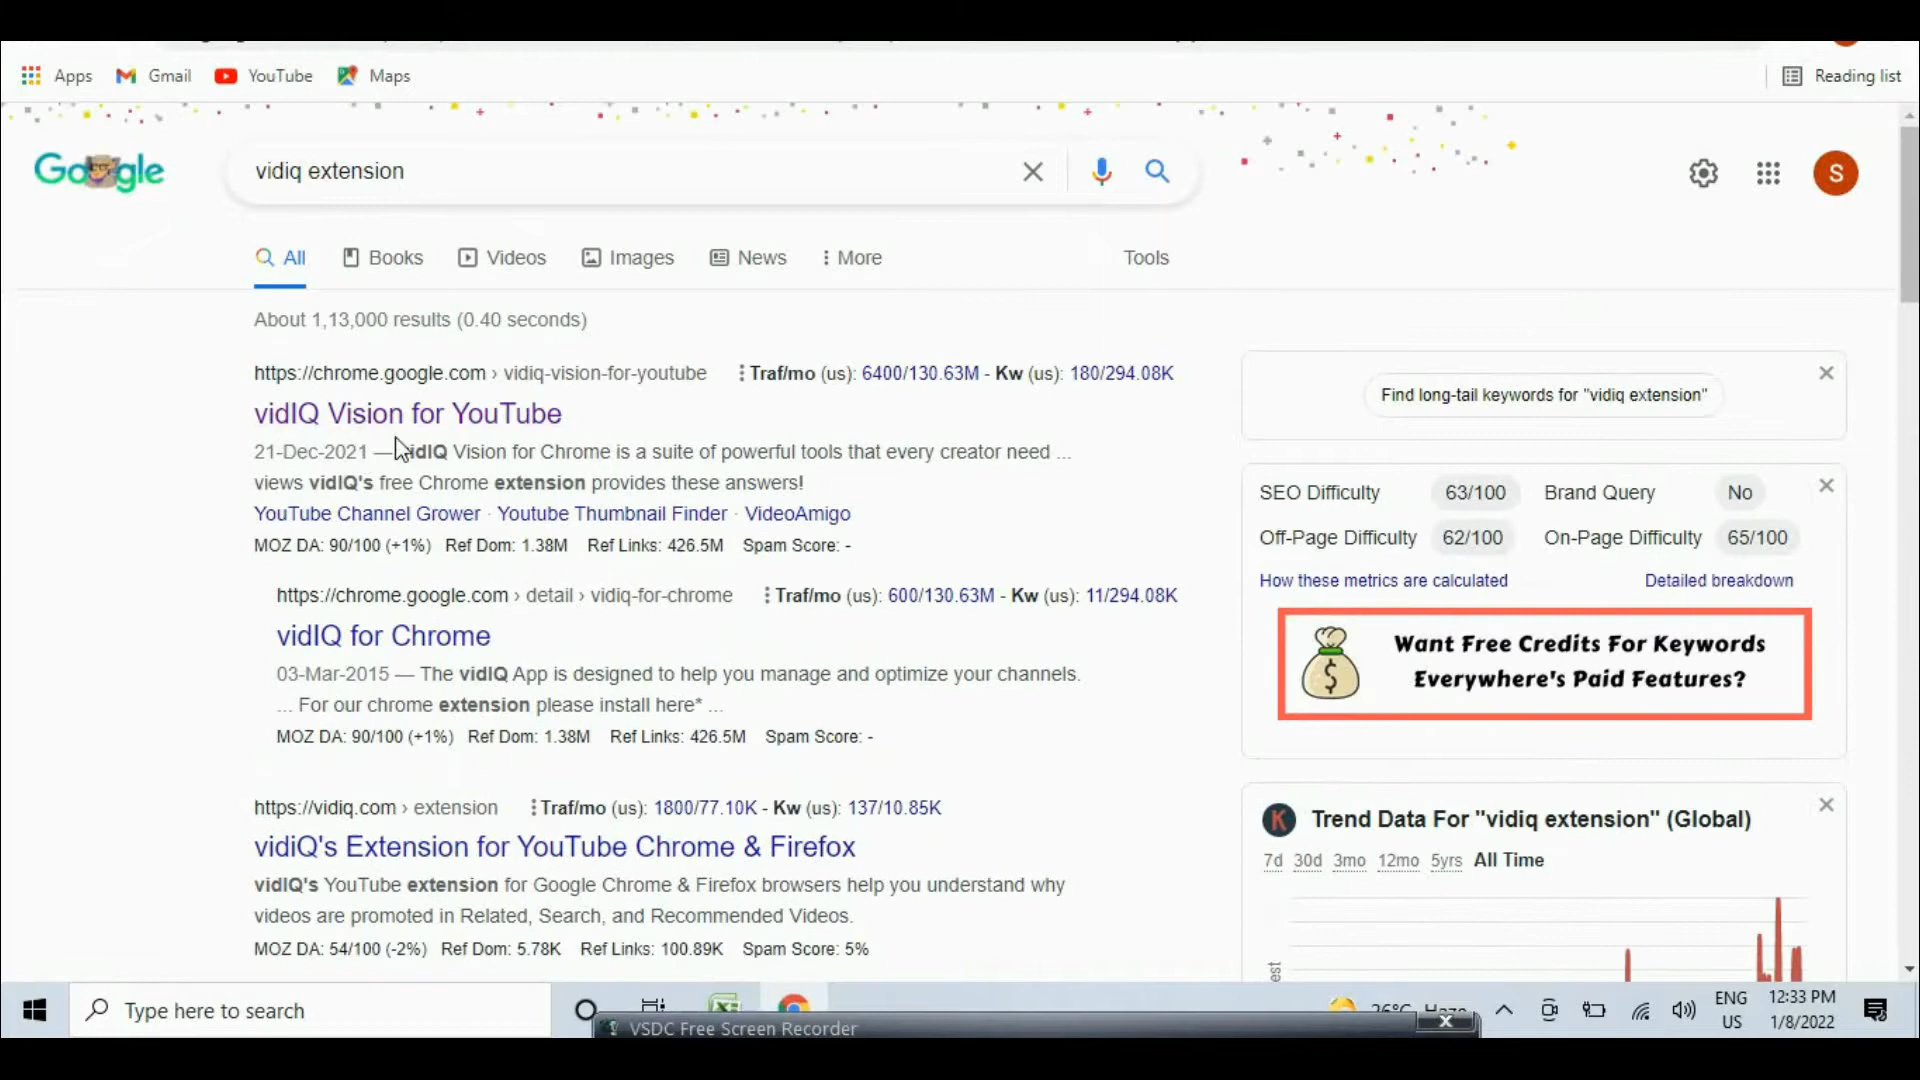 Apps Gmail YouTube Maps Reading list
Google vidiq extension S
All Books Videos Images News More Tools
About 1,13,000 results (0.40 seconds)
https://chrome.google.com › vidiq-vision-for-youtube Traf/mo (us): 6400/130.63M - Kw (us): 180/294.08K
vidIQ Vision for YouTube
21-Dec-2021 — vidIQ Vision for Chrome is a suite of powerful tools that every creator need ...
views vidIQ's free Chrome extension provides these answers!
YouTube Channel Grower · Youtube Thumbnail Finder · VideoAmigo
MOZ DA: 90/100 (+1%) Ref Dom: 1.38M Ref Links: 426.5M Spam Score: -
https://chrome.google.com › detail › vidiq-for-chrome Traf/mo (us): 600/130.63M - Kw (us): 11/294.08K
vidIQ for Chrome
03-Mar-2015 — The vidIQ App is designed to help you manage and optimize your channels.
... For our chrome extension please install here* ...
MOZ DA: 90/100 (+1%) Ref Dom: 1.38M Ref Links: 426.5M Spam Score: -
https://vidiq.com › extension Traf/mo (us): 1800/77.10K - Kw (us): 137/10.85K
vidiQ's Extension for YouTube Chrome & Firefox
vidIQ's YouTube extension for Google Chrome & Firefox browsers help you understand why
videos are promoted in Related, Search, and Recommended Videos.
MOZ DA: 54/100 (-2%) Ref Dom: 5.78K Ref Links: 100.89K Spam Score: 5%
Find long-tail keywords for "vidiq extension"
SEO Difficulty 63/100 Brand Query No
Off-Page Difficulty 62/100 On-Page Difficulty 65/100
How these metrics are calculated Detailed breakdown
Want Free Credits For Keywords
Everywhere's Paid Features?
K Trend Data For "vidiq extension" (Global)
7d 30d 3mo 12mo 5yrs All Time
Type here to search
26°C Haze
ENG
US
12:33 PM
1/8/2022
VSDC Free Screen Recorder